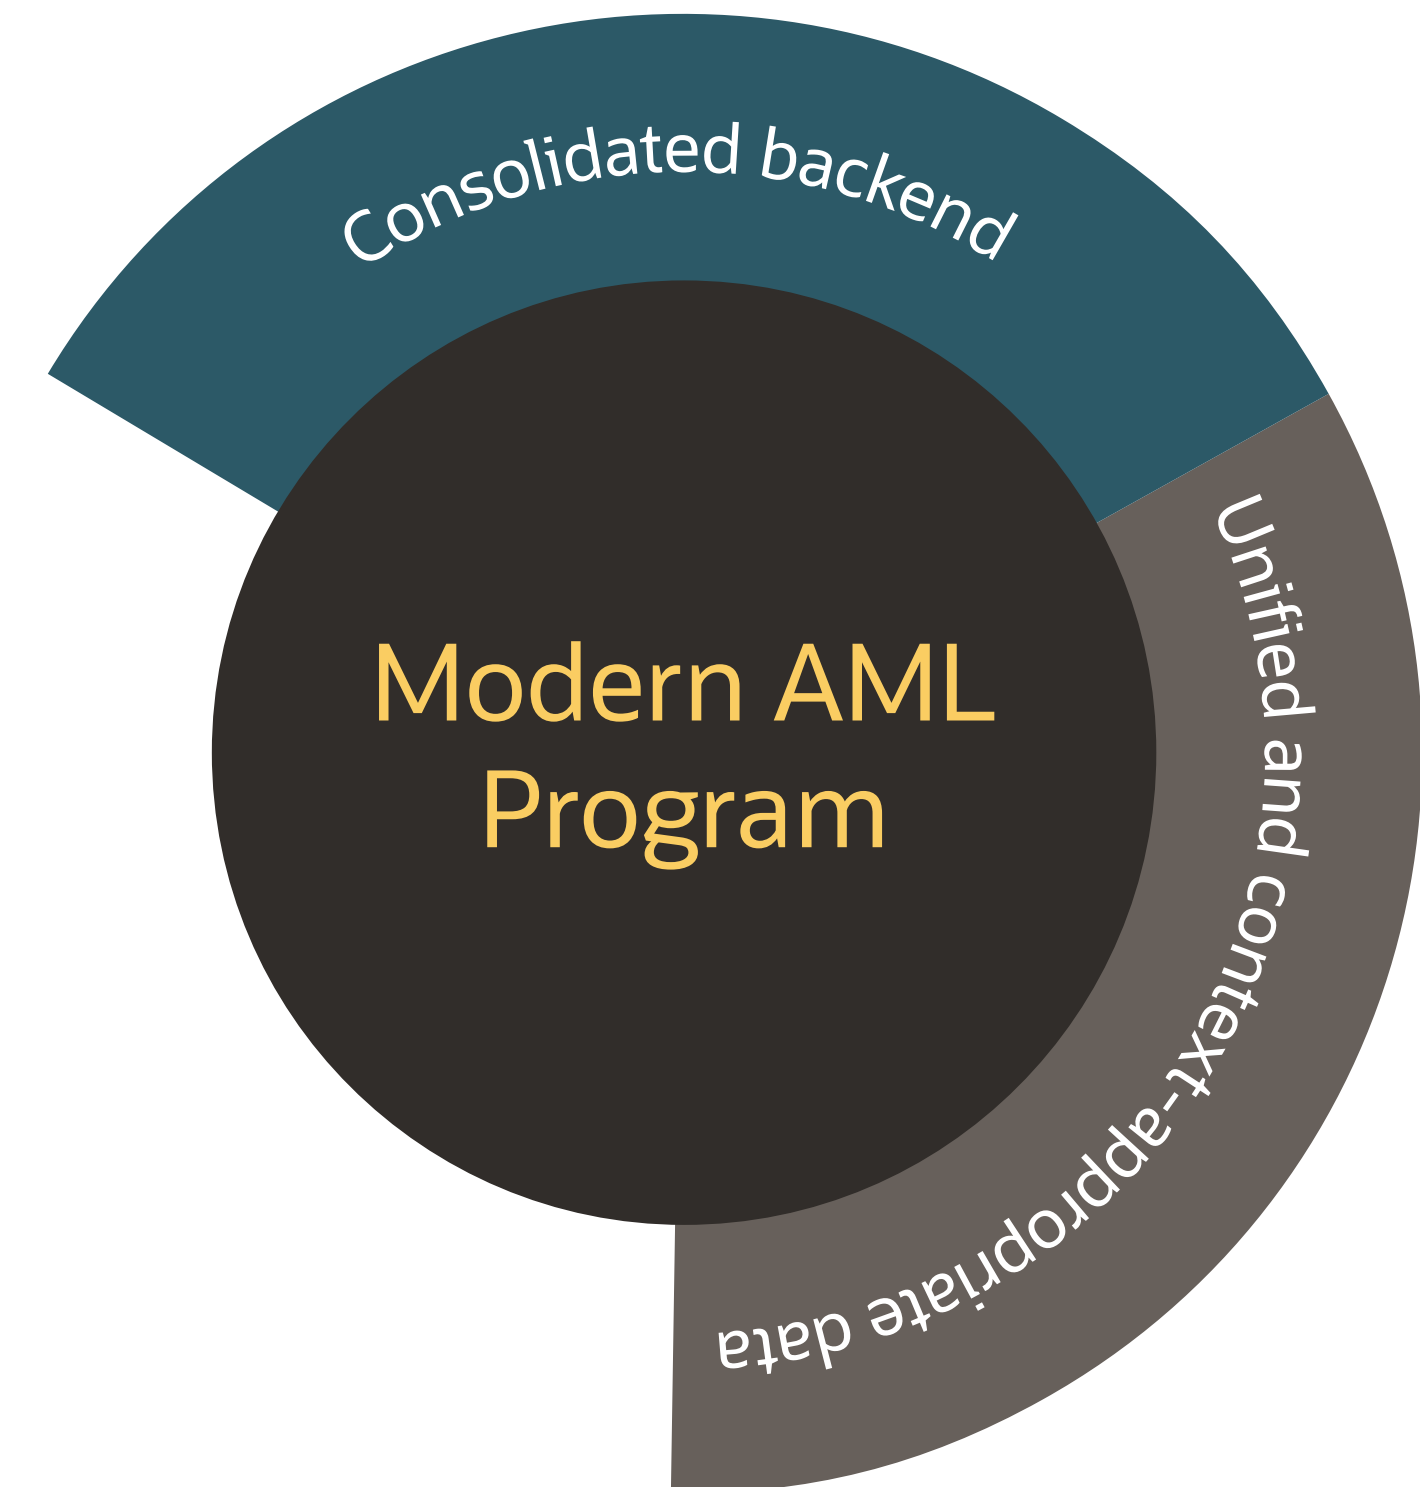 Consolidated backend
Unified and context-appropriate data
Modern AML
Program